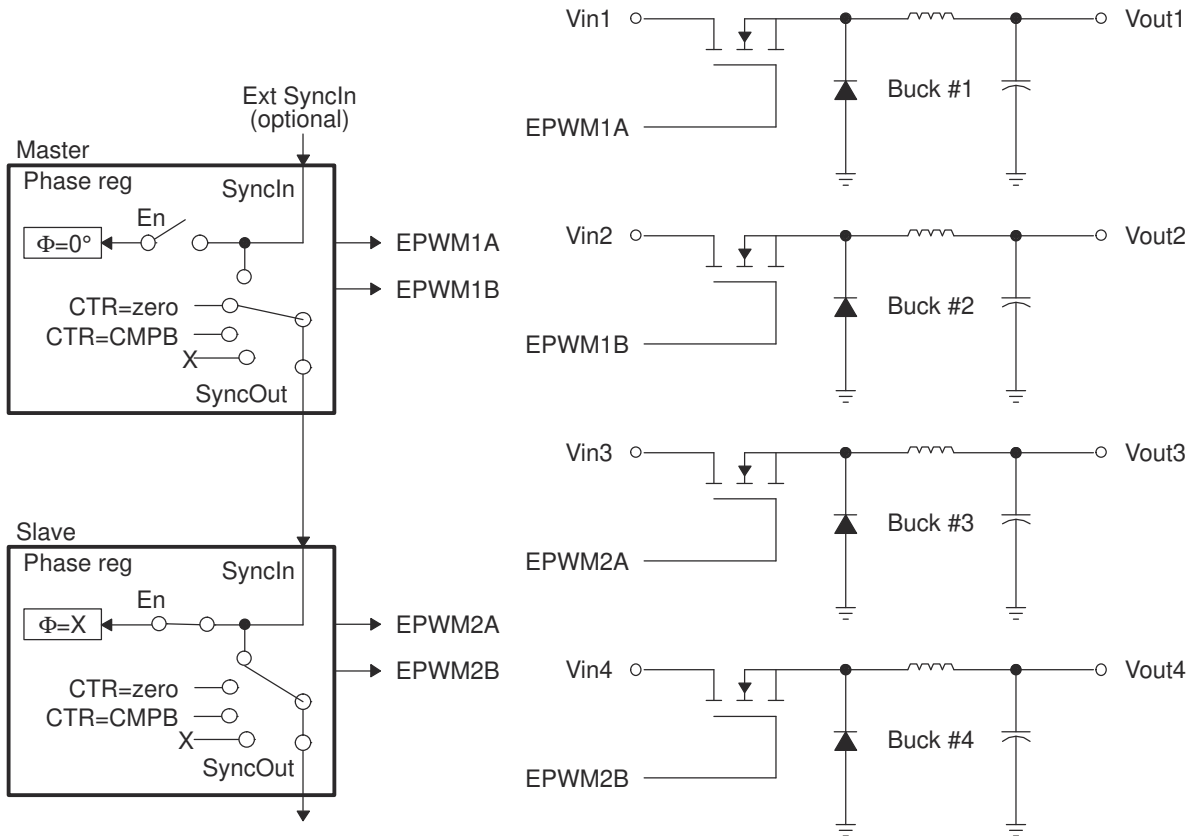 Ext SyncIn
(optional)
Master
Phase reg
SyncIn
En
Φ=0°
EPWM1A
EPWM1B
CTR=zero
CTR=CMPB
X
SyncOut
Slave
Phase reg
SyncIn
En
Φ=X
EPWM2A
EPWM2B
CTR=zero
CTR=CMPB
X
SyncOut
Vin1
Vout1
Buck #1
EPWM1A
Vin2
Vout2
Buck #2
EPWM1B
Vin3
Vout3
Buck #3
EPWM2A
Vin4
Vout4
Buck #4
EPWM2B